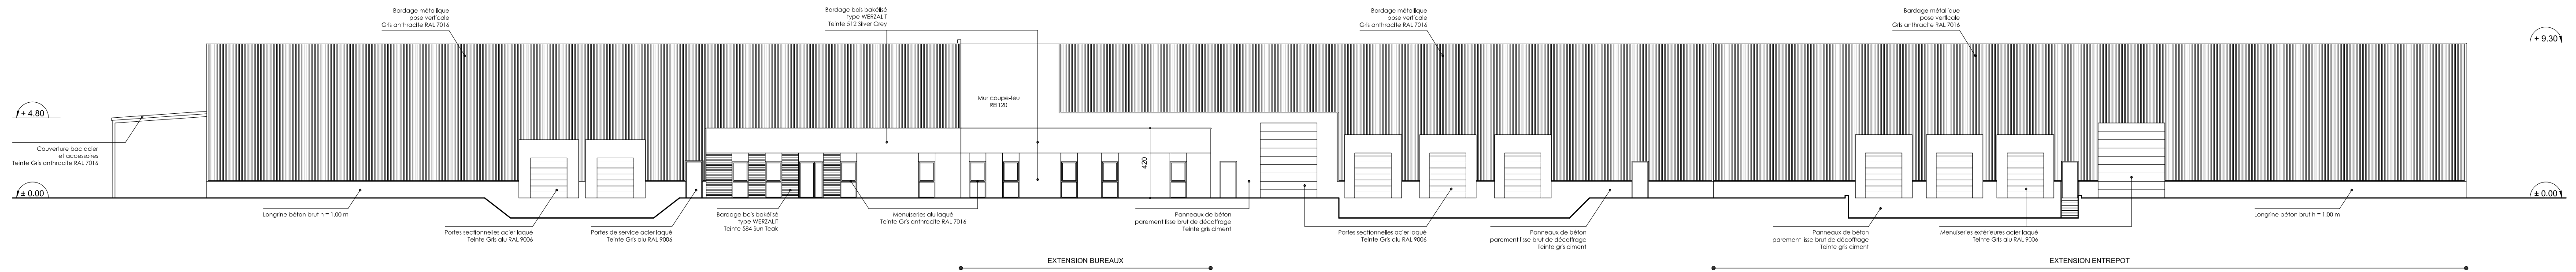 Bardage métallique
pose verticale
Gris anthracite RAL 7016
Bardage bois bakélisé
type WERZALIT
Teinte 512 Silver Grey
Bardage métallique
pose verticale
Gris anthracite RAL 7016
Bardage métallique
pose verticale
Gris anthracite RAL 7016
+ 9.30
Mur coupe-feu
REI120
+ 4.80
Couverture bac acier
et accessoires
Teinte Gris anthracite RAL 7016
420
± 0.00
± 0.00
Longrine béton brut h = 1.00 m
Bardage bois bakélisé
type WERZALIT
Teinte 584 Sun Teak
Menuiseries alu laqué
Teinte Gris anthracite RAL 7016
Panneaux de béton
parement lisse brut de décoffrage
Teinte gris ciment
Longrine béton brut h = 1.00 m
Portes sectionnelles acier laqué
Teinte Gris alu RAL 9006
Portes de service acier laqué
Teinte Gris alu RAL 9006
Portes sectionnelles acier laqué
Teinte Gris alu RAL 9006
Panneaux de béton
parement lisse brut de décoffrage
Teinte gris ciment
Panneaux de béton
parement lisse brut de décoffrage
Teinte gris ciment
Menuiseries extérieures acier laqué
Teinte Gris alu RAL 9006
EXTENSION BUREAUX
EXTENSION ENTREPOT